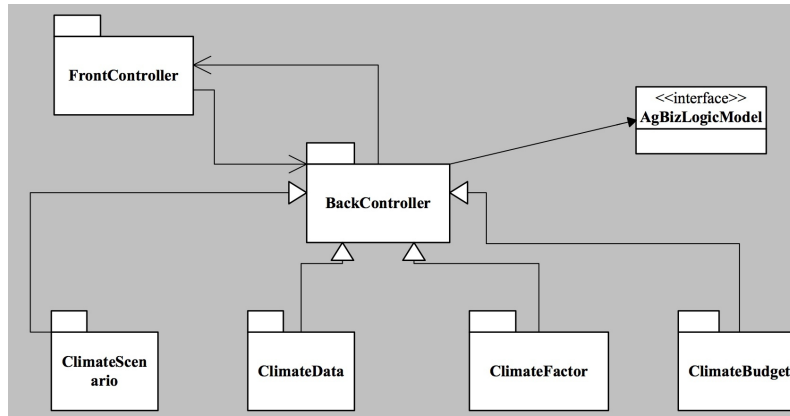 FrontController
<<interface>>
AgBizLogicModel
BackController
ClimateScen
ario
ClimateData
ClimateFactor
ClimateBudget